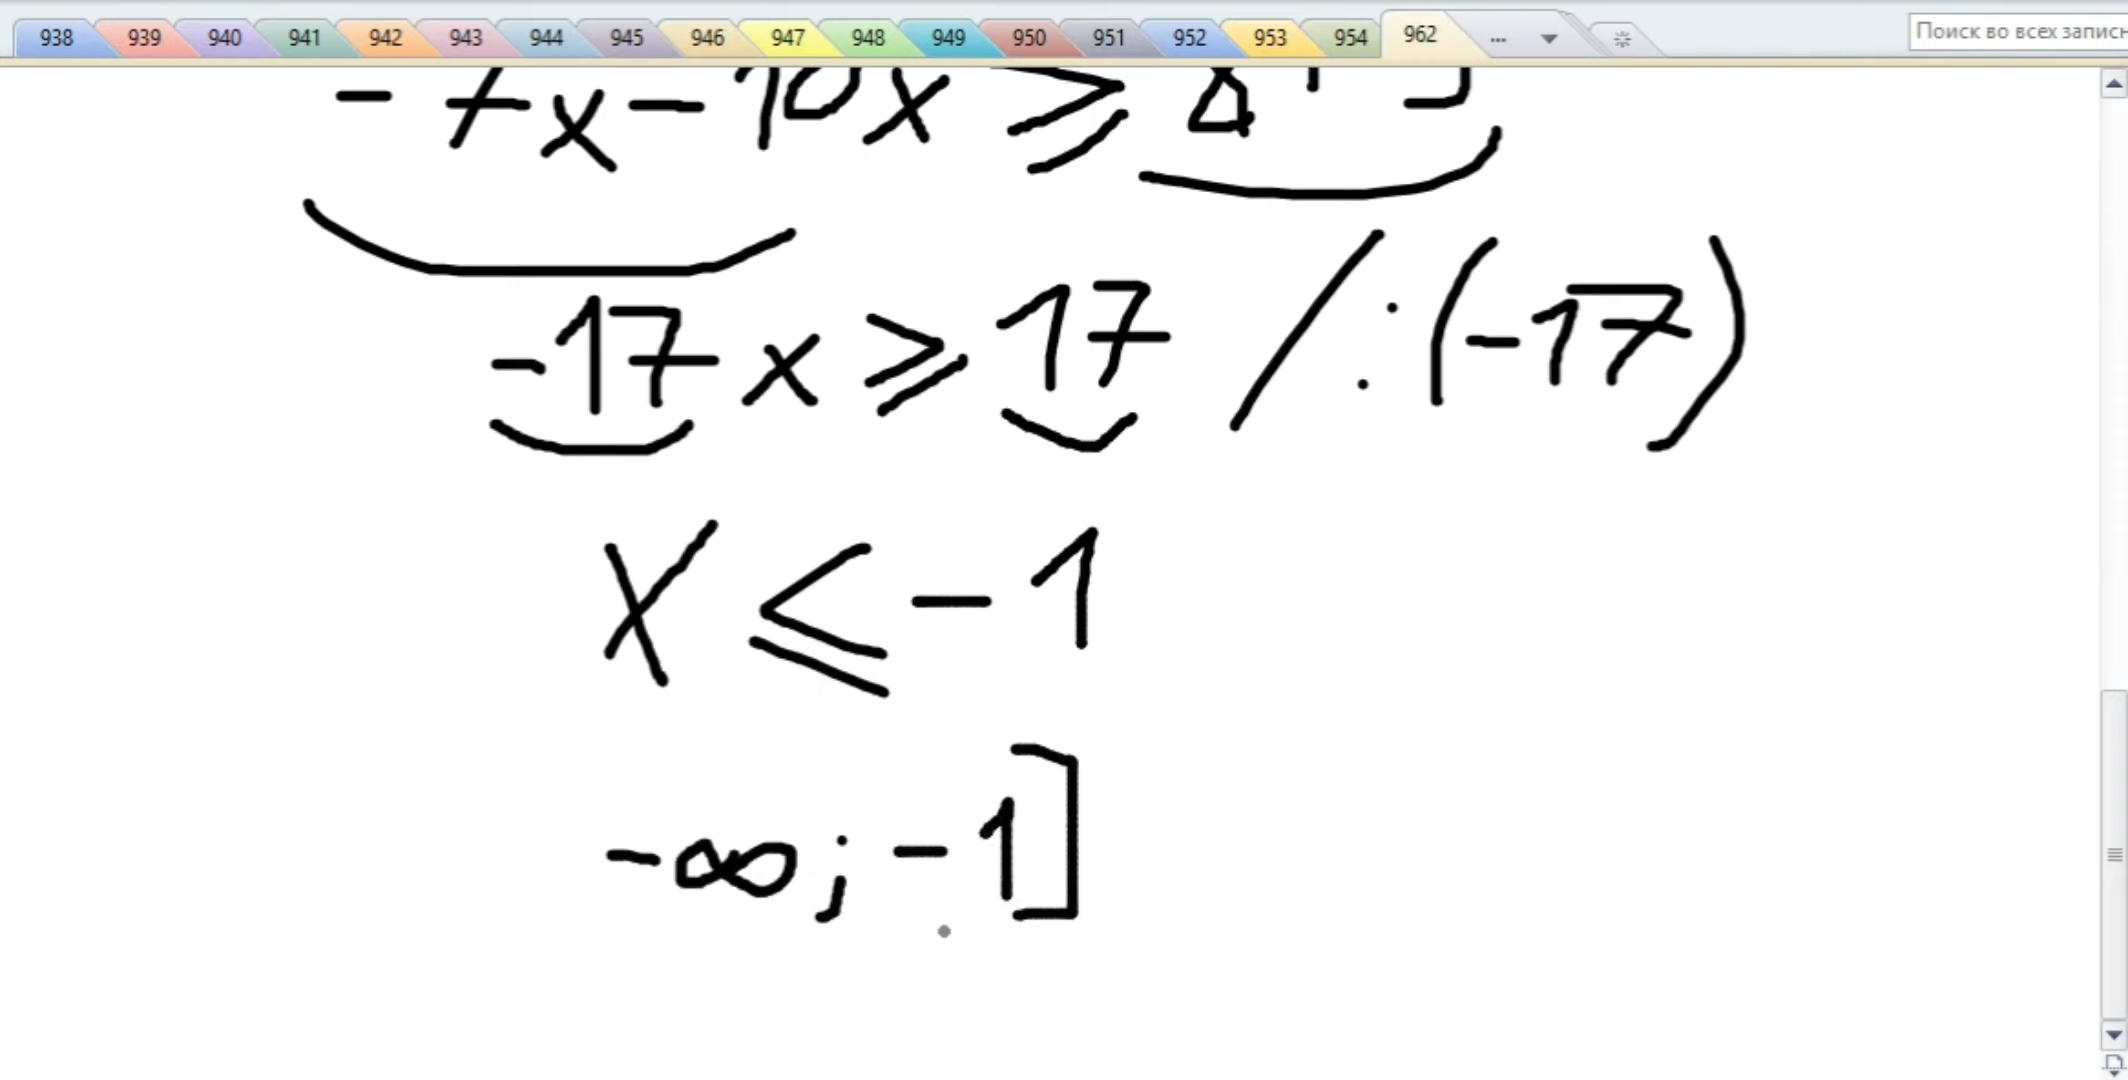 938 939 940 941 942 943 944 945 946 947 948 949 950 951 952 953 954 962 ...
Поиск во всех
-7x-10x ⩾
-17x ⩾ 17 /:(-17)
x ⩽ -1
-∞; -1]